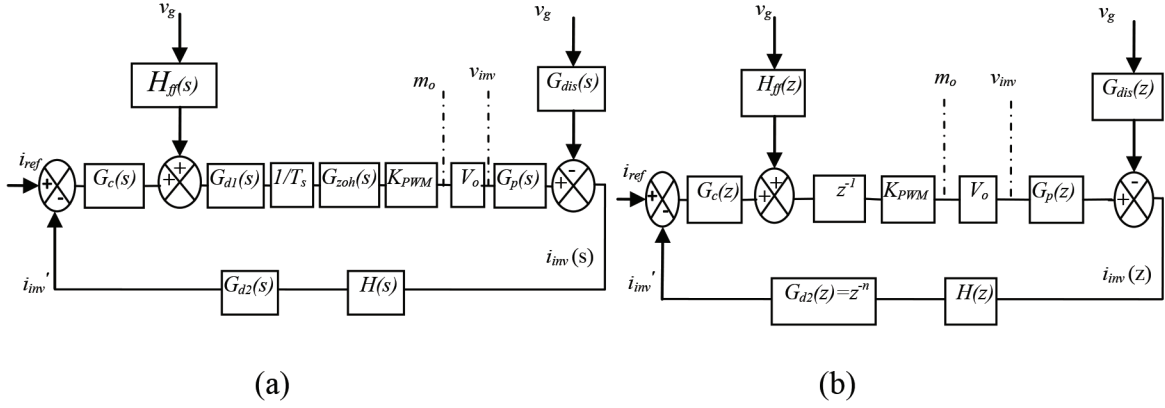 v_g
H_ff(s)
m_o
v_inv
v_g
G_dis(s)
i_ref
+
-
G_c(s)
+
+
G_d1(s)
1/T_s
G_zoh(s)
K_PWM
V_o
G_p(s)
-
+
i_inv'
G_d2(s)
H(s)
i_inv(s)
(a)
v_g
H_ff(z)
m_o
v_inv
v_g
G_dis(z)
i_ref
+
-
G_c(z)
+
+
z^-1
K_PWM
V_o
G_p(z)
-
+
i_inv'
G_d2(z)=z^-n
H(z)
i_inv(z)
(b)